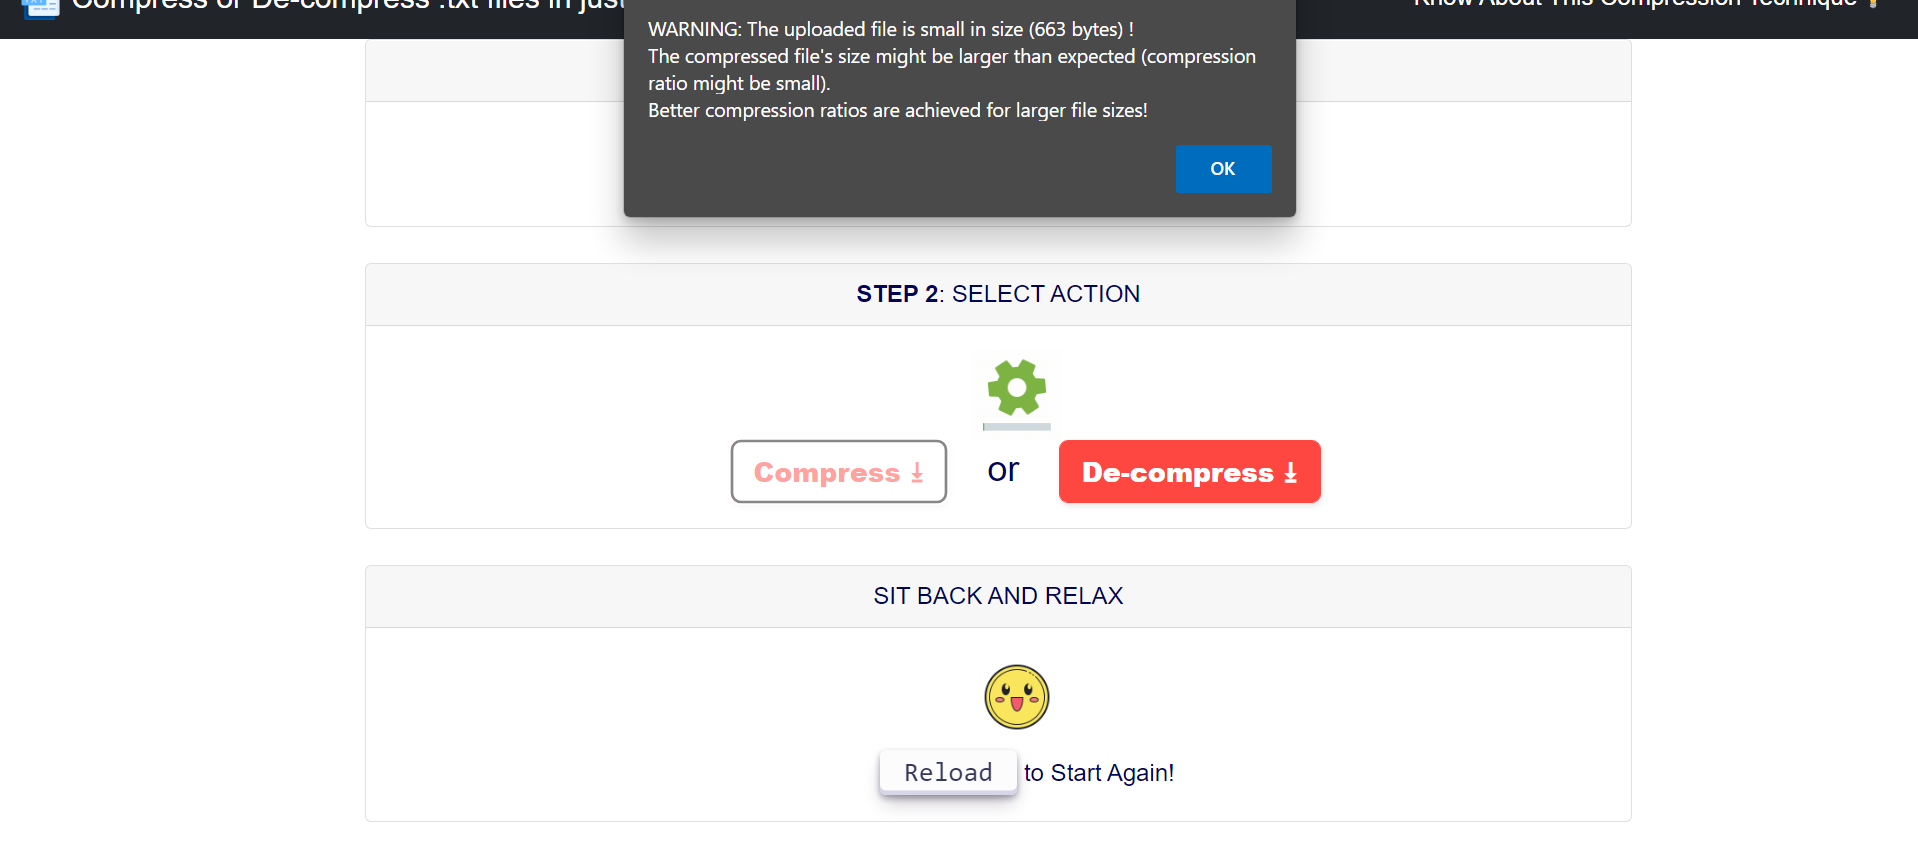 Compress or De-compress .txt files in just
Know About This Compression Technique
WARNING: The uploaded file is small in size (663 bytes) !
The compressed file's size might be larger than expected (compression
ratio might be small).
Better compression ratios are achieved for larger file sizes!
OK
STEP 2: SELECT ACTION
Compress ⤓ or De-compress ⤓
SIT BACK AND RELAX
Reload to Start Again!